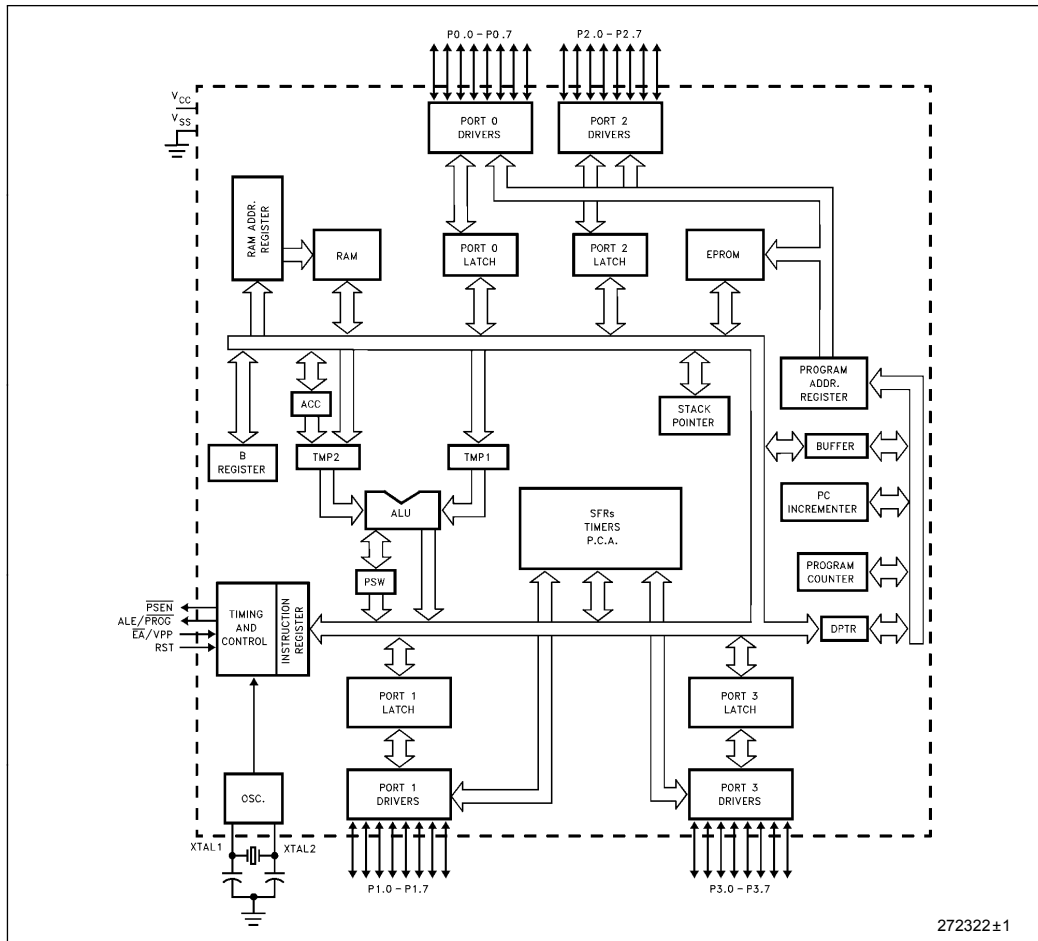 P0.0 – P0.7
P2.0 – P2.7
VCC
VSS
PORT 0
DRIVERS
PORT 2
DRIVERS
RAM ADDR.
REGISTER
RAM
PORT 0
LATCH
PORT 2
LATCH
EPROM
ACC
STACK
POINTER
PROGRAM
ADDR.
REGISTER
B
REGISTER
TMP2
TMP1
BUFFER
ALU
SFRs
TIMERS
P.C.A.
PC
INCREMENTER
PSW
PROGRAM
COUNTER
PSEN
ALE/PROG
EA/VPP
RST
TIMING
AND
CONTROL
INSTRUCTION
REGISTER
DPTR
PORT 1
LATCH
PORT 3
LATCH
OSC.
PORT 1
DRIVERS
PORT 3
DRIVERS
XTAL1
XTAL2
P1.0 – P1.7
P3.0 – P3.7
272322±1